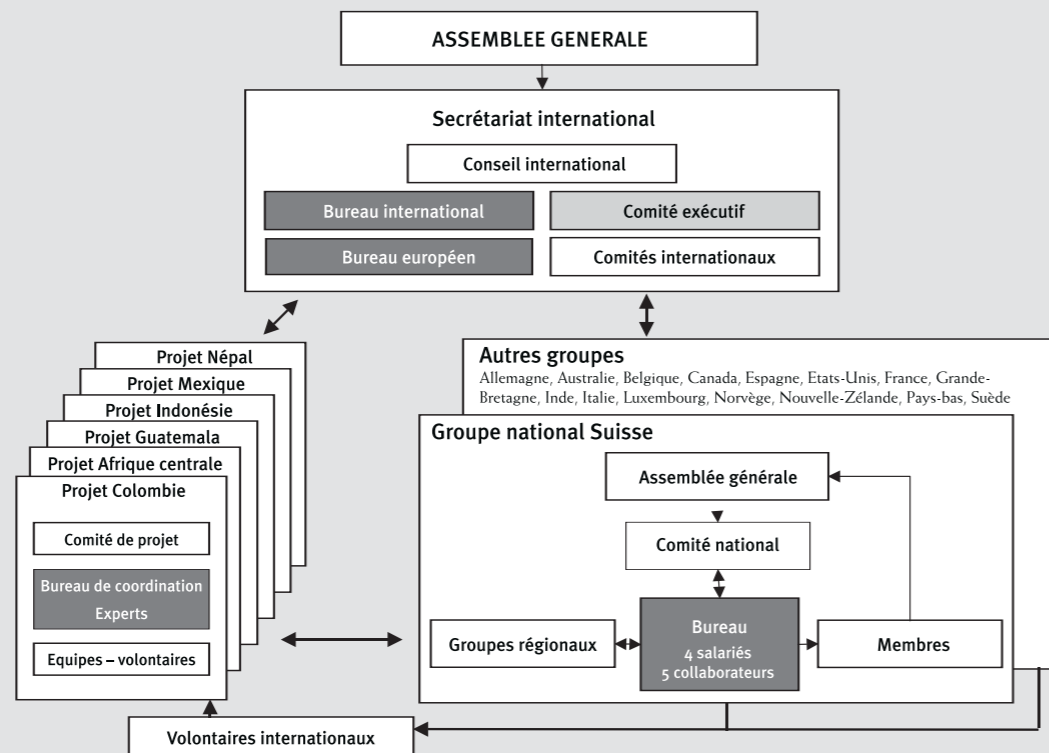 ASSEMBLEE GENERALE
Secrétariat international
Conseil international
Bureau international
Comité exécutif
Bureau européen
Comités internationaux
Projet Népal
Projet Mexique
Projet Indonésie
Projet Guatemala
Projet Afrique centrale
Projet Colombie
Comité de projet
Bureau de coordination
Experts
Equipes – volontaires
Autres groupes
Allemagne, Australie, Belgique, Canada, Espagne, Etats-Unis, France, Grande-
Bretagne, Inde, Italie, Luxembourg, Norvège, Nouvelle-Zélande, Pays-bas, Suède
Groupe national Suisse
Assemblée générale
Comité national
Groupes régionaux
Bureau
4 salariés
5 collaborateurs
Membres
Volontaires internationaux